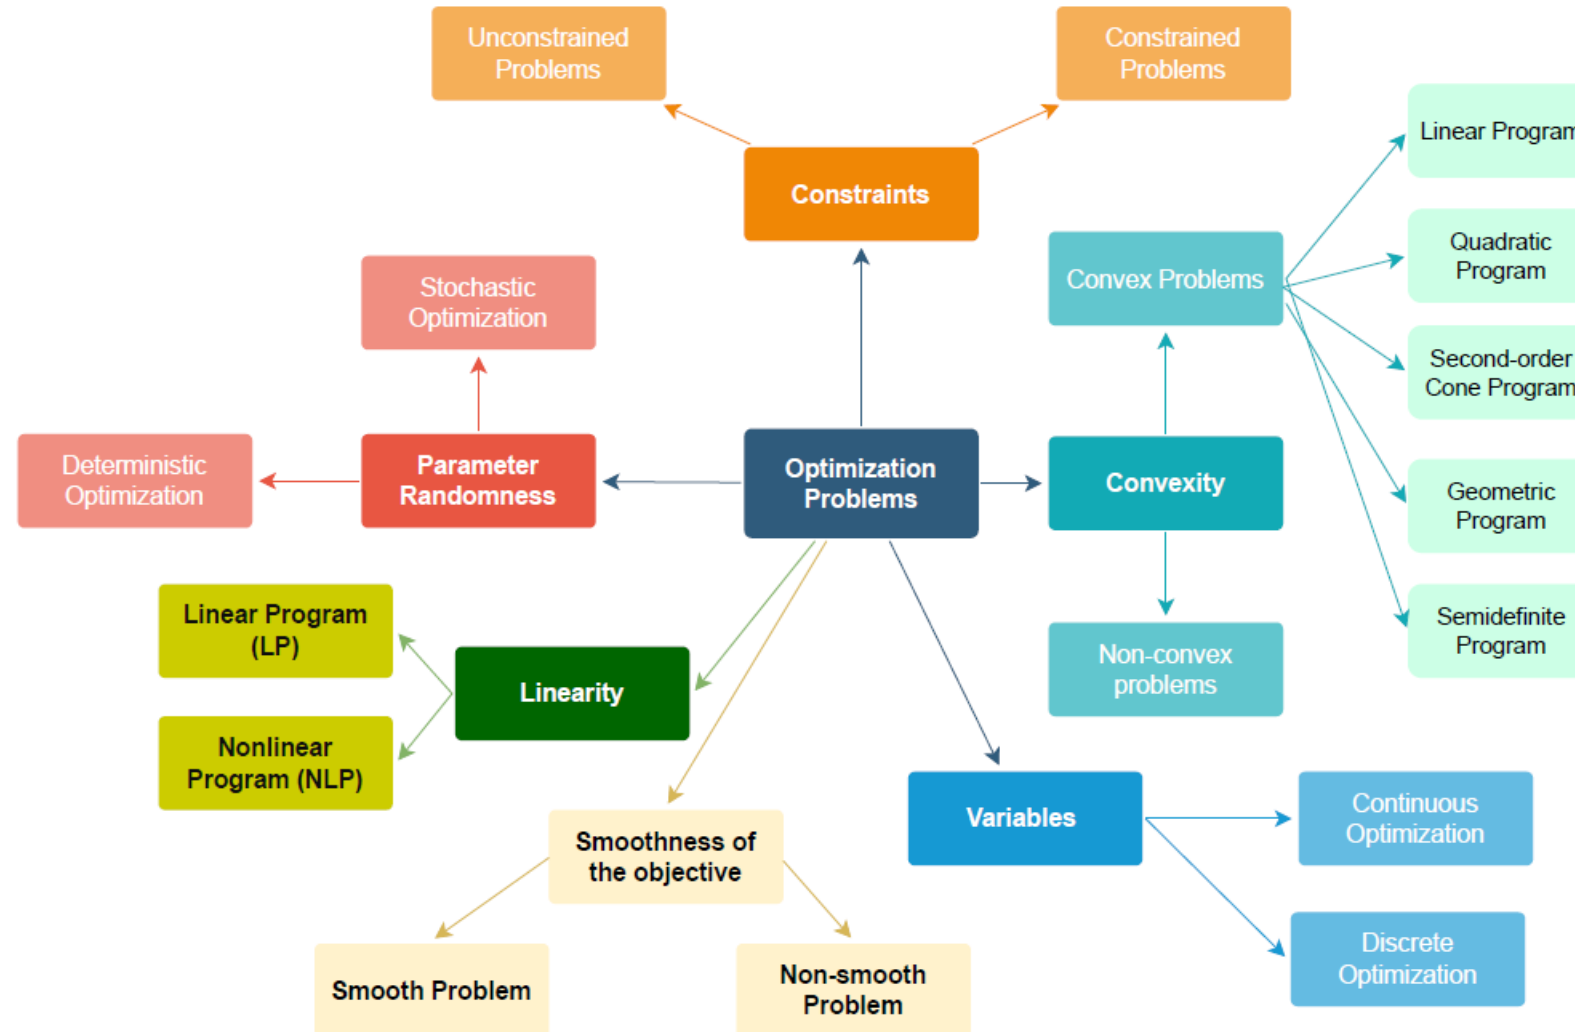 Unconstrained
Problems
Constrained
Problems
Constraints
Linear Program
Quadratic
Program
Convex Problems
Second-order
Cone Program
Stochastic
Optimization
Deterministic
Optimization
Parameter
Randomness
Optimization
Problems
Convexity
Geometric
Program
Semidefinite
Program
Non-convex
problems
Linear Program
(LP)
Linearity
Nonlinear
Program (NLP)
Smoothness of
the objective
Variables
Continuous
Optimization
Smooth Problem
Non-smooth
Problem
Discrete
Optimization